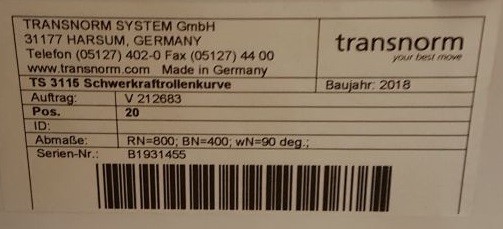 TRANSNORM SYSTEM GmbH
31177 HARSUM, GERMANY
Telefon (05127) 402-0 Fax (05127) 44 00
www.transnorm.com Made in Germany
transnorm
your best move
TS 3115 Schwerkraftrollenkurve Baujahr: 2018
Auftrag: V 212683
Pos. 20
ID:
Abmaße: RN=800; BN=400; wN=90 deg.;
Serien-Nr.: B1931455